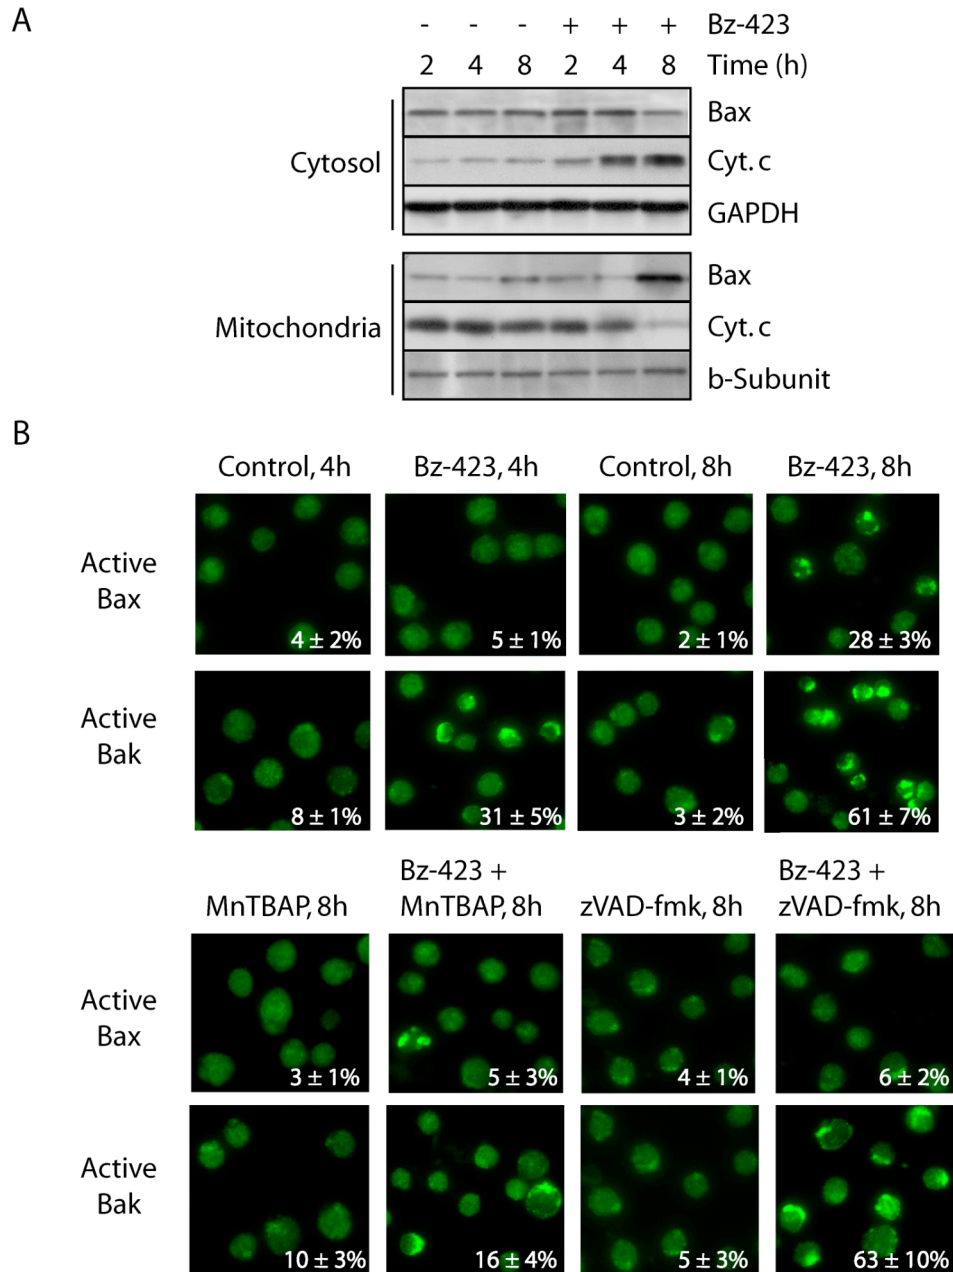 A
- - - + + + Bz-423
2 4 8 2 4 8 Time (h)
Cytosol
Bax
Cyt. c
GAPDH
Mitochondria
Bax
Cyt. c
b-Subunit
B
Control, 4h Bz-423, 4h Control, 8h Bz-423, 8h
Active
Bax
4 ± 2% 5 ± 1% 2 ± 1% 28 ± 3%
Active
Bak
8 ± 1% 31 ± 5% 3 ± 2% 61 ± 7%
MnTBAP, 8h
Bz-423 +
MnTBAP, 8h
zVAD-fmk, 8h
Bz-423 +
zVAD-fmk, 8h
Active
Bax
3 ± 1% 5 ± 3% 4 ± 1% 6 ± 2%
Active
Bak
10 ± 3% 16 ± 4% 5 ± 3% 63 ± 10%